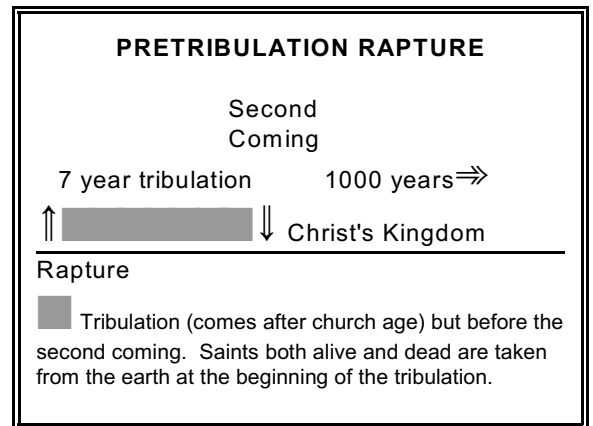 PRETRIBULATION RAPTURE
Second
Coming
7 year tribulation 1000 years
Christ's Kingdom
Rapture
Tribulation (comes after church age) but before the
second coming. Saints both alive and dead are taken
from the earth at the beginning of the tribulation.